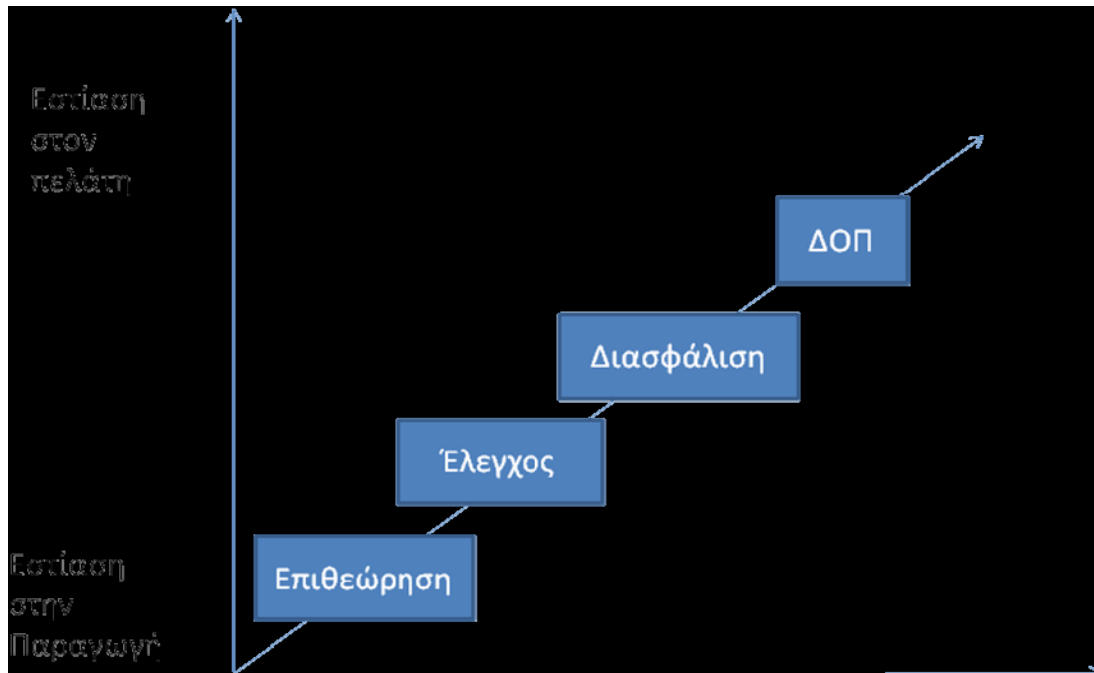 Εστίαση
στον
πελάτη
ΔΟΠ
Διασφάλιση
Έλεγχος
Επιθεώρηση
Εστίαση
στην
Παραγωγή